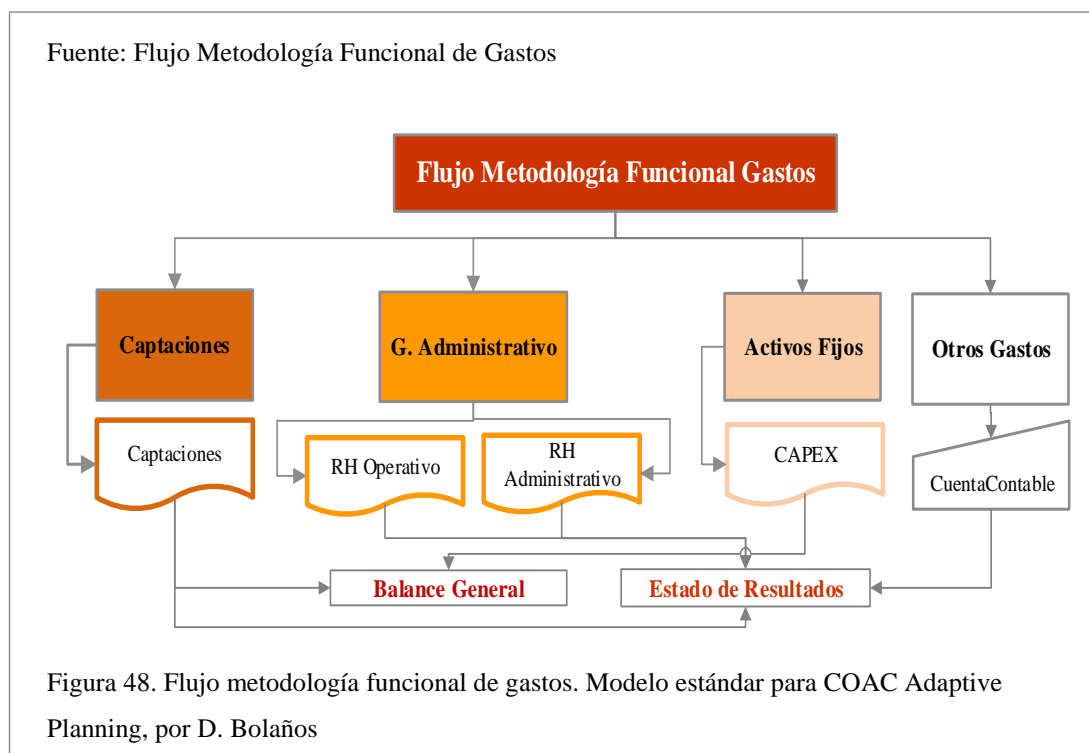 Fuente: Flujo Metodología Funcional de Gastos
Flujo Metodología Funcional Gastos
Captaciones
G. Administrativo
Activos Fijos
Otros Gastos
Captaciones
RH Operativo
RH
Administrativo
CAPEX
CuentaContable
Balance General
Estado de Resultados
Figura 48. Flujo metodología funcional de gastos. Modelo estándar para COAC Adaptive
Planning, por D. Bolaños